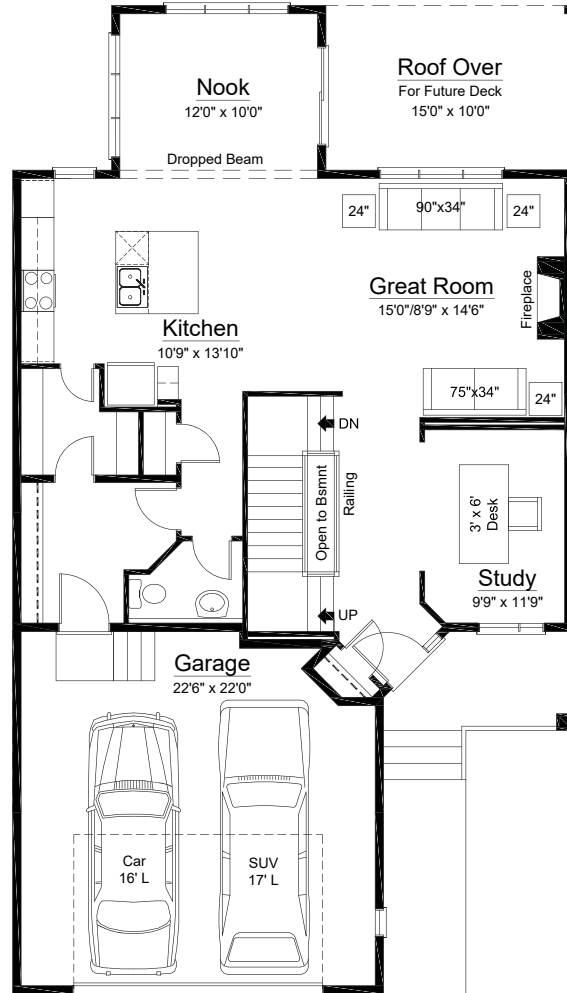 Nook
12'0" x 10'0"
Roof Over
For Future Deck
15'0" x 10'0"
Dropped Beam
24"
90"x34"
24"
Great Room
15'0"/8'9" x 14'6"
Fireplace
Kitchen
10'9" x 13'10"
75"x34"
24"
DN
Open to Bsmnt
Railing
UP
3' x 6'
Desk
Study
9'9" x 11'9"
Garage
22'6" x 22'0"
Car
16' L
SUV
17' L